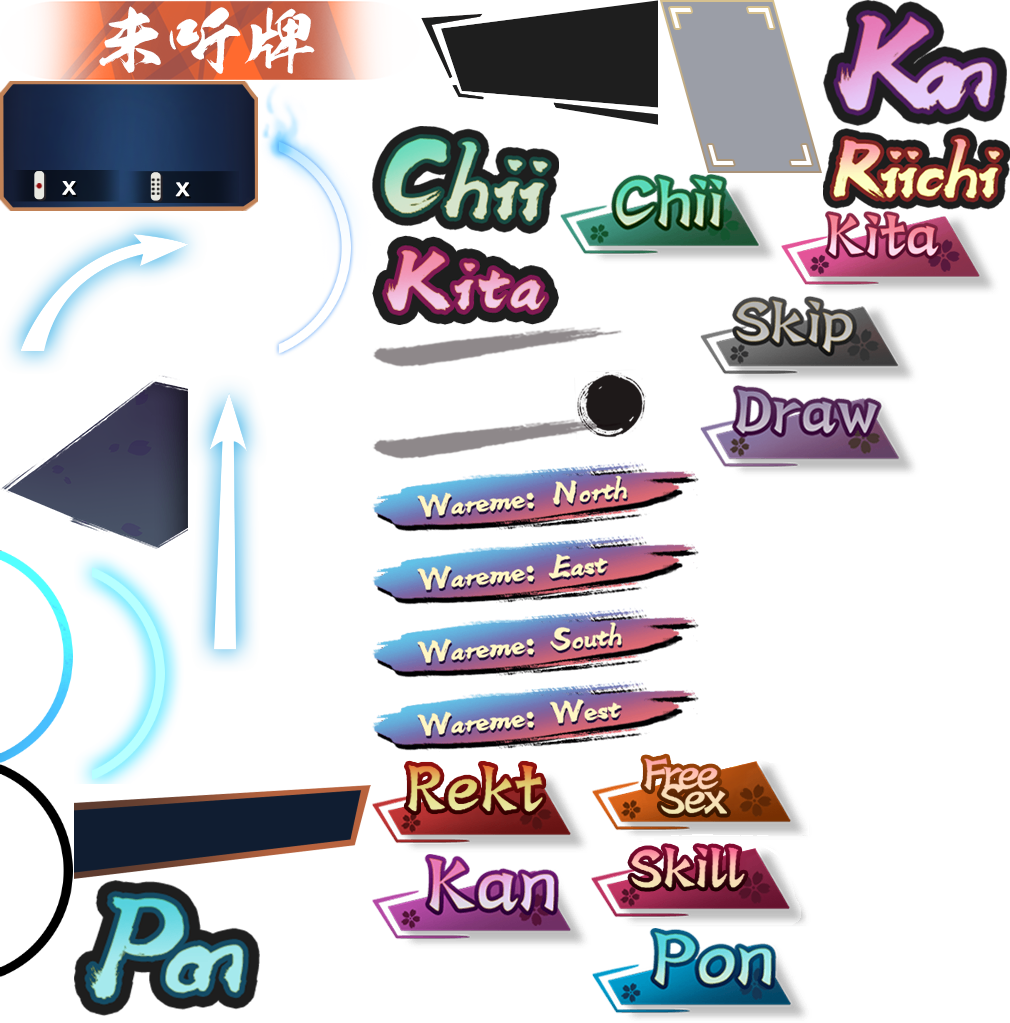 来听牌
x
x
Kan
Riichi
Chii
Chii
Kita
Kita
Skip
Draw
Wareme: North
Wareme: East
Wareme: South
Wareme: West
Rekt
Free
Sex
Kan
Skill
Pon
Pon